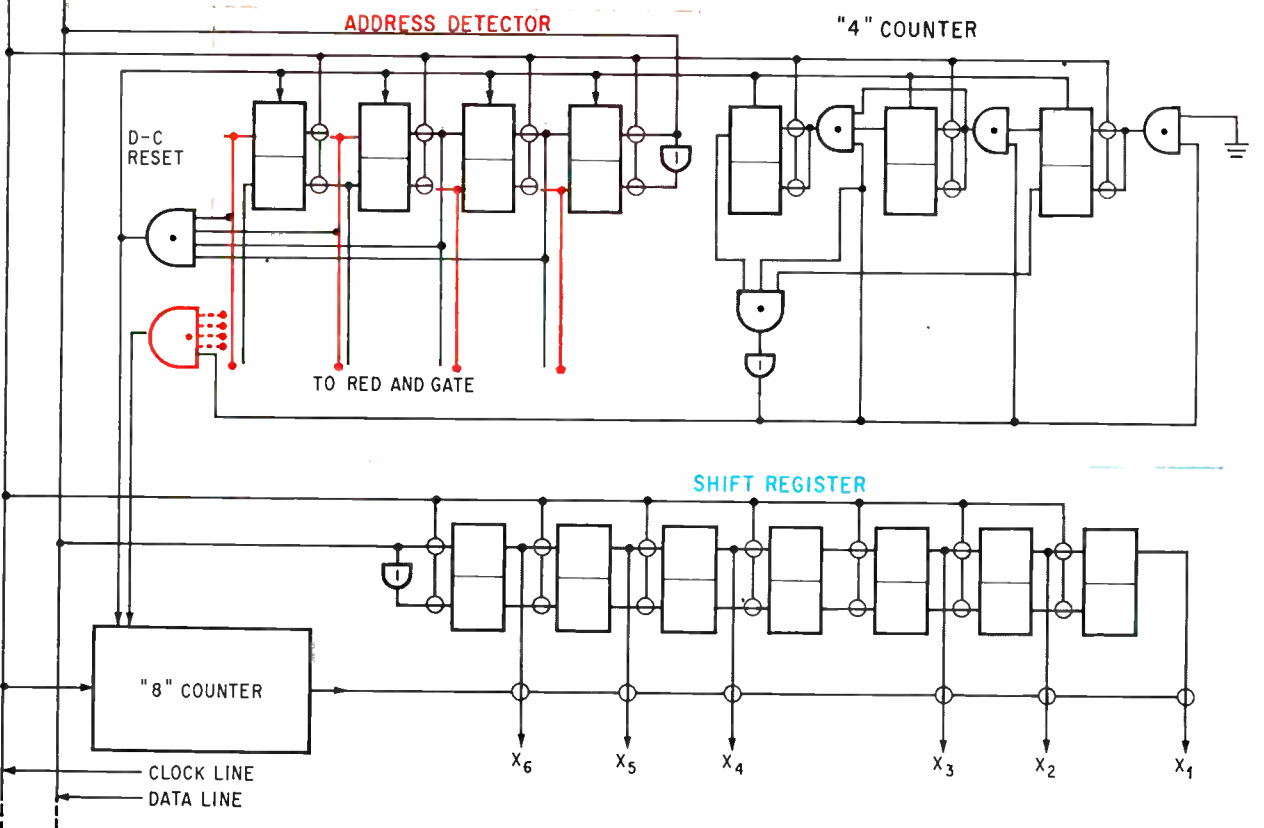 ADDRESS DETECTOR
"4" COUNTER
D-C
RESET
TO RED AND GATE
SHIFT REGISTER
"8" COUNTER
X6
X5
X4
X3
X2
X1
CLOCK LINE
DATA LINE